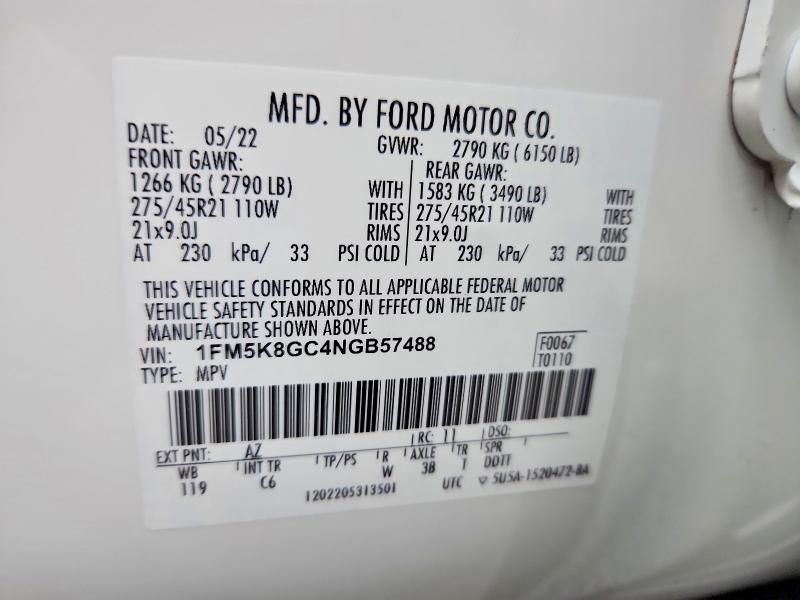 MFD. BY FORD MOTOR CO.
DATE: 05/22 GVWR: 2790 KG ( 6150 LB)
FRONT GAWR: REAR GAWR:
1266 KG ( 2790 LB) WITH 1583 KG ( 3490 LB) WITH
275/45R21 110W TIRES 275/45R21 110W TIRES
21x9.0J RIMS 21x9.0J RIMS
AT 230 kPa/ 33 PSI COLD AT 230 kPa/ 33 PSI COLD
THIS VEHICLE CONFORMS TO ALL APPLICABLE FEDERAL MOTOR
VEHICLE SAFETY STANDARDS IN EFFECT ON THE DATE OF
MANUFACTURE SHOWN ABOVE.
VIN: 1FM5K8GC4NGB57488 F0067
TYPE: MPV T0110
EXT PNT: AZ RC: 11 DSO:
WB INT TR TP/PS R AXLE TR SPR
119 C6 W 3B T DDTT
1202205313501 UTC ▽ 5U5A-1520472-BA